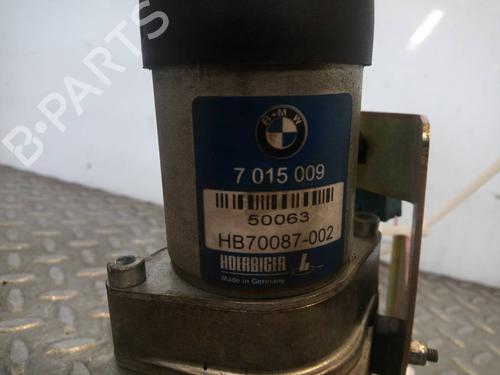 B-PARTS
BMW
7 015 009
50063
HB70087-002
HOERBIGER
Made in Germany